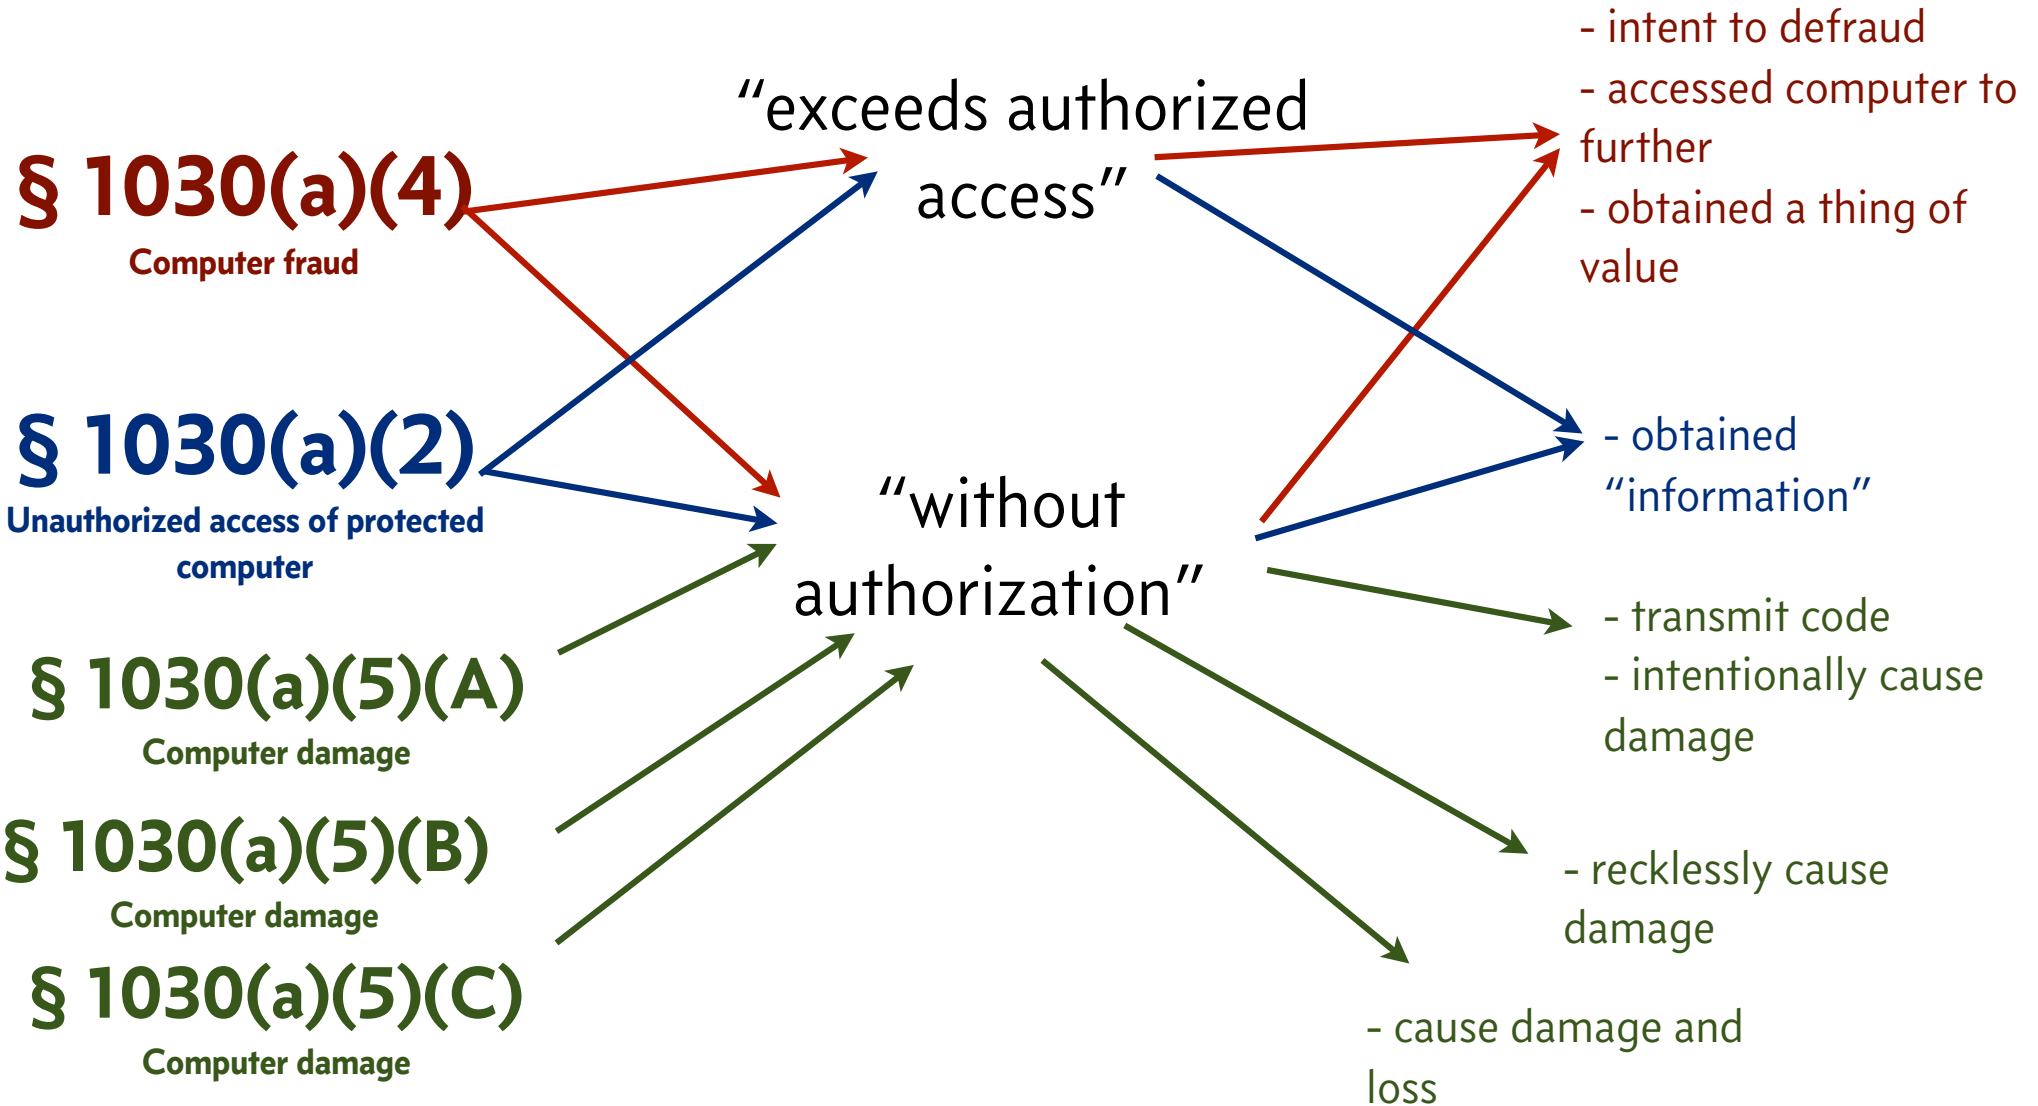 § 1030(a)(4)
Computer fraud
§ 1030(a)(2)
Unauthorized access of protected
computer
§ 1030(a)(5)(A)
Computer damage
§ 1030(a)(5)(B)
Computer damage
§ 1030(a)(5)(C)
Computer damage
“exceeds authorized
access”
“without
authorization”
- intent to defraud
- accessed computer to
further
- obtained a thing of
value
- obtained
“information”
- transmit code
- intentionally cause
damage
- recklessly cause
damage
- cause damage and
loss